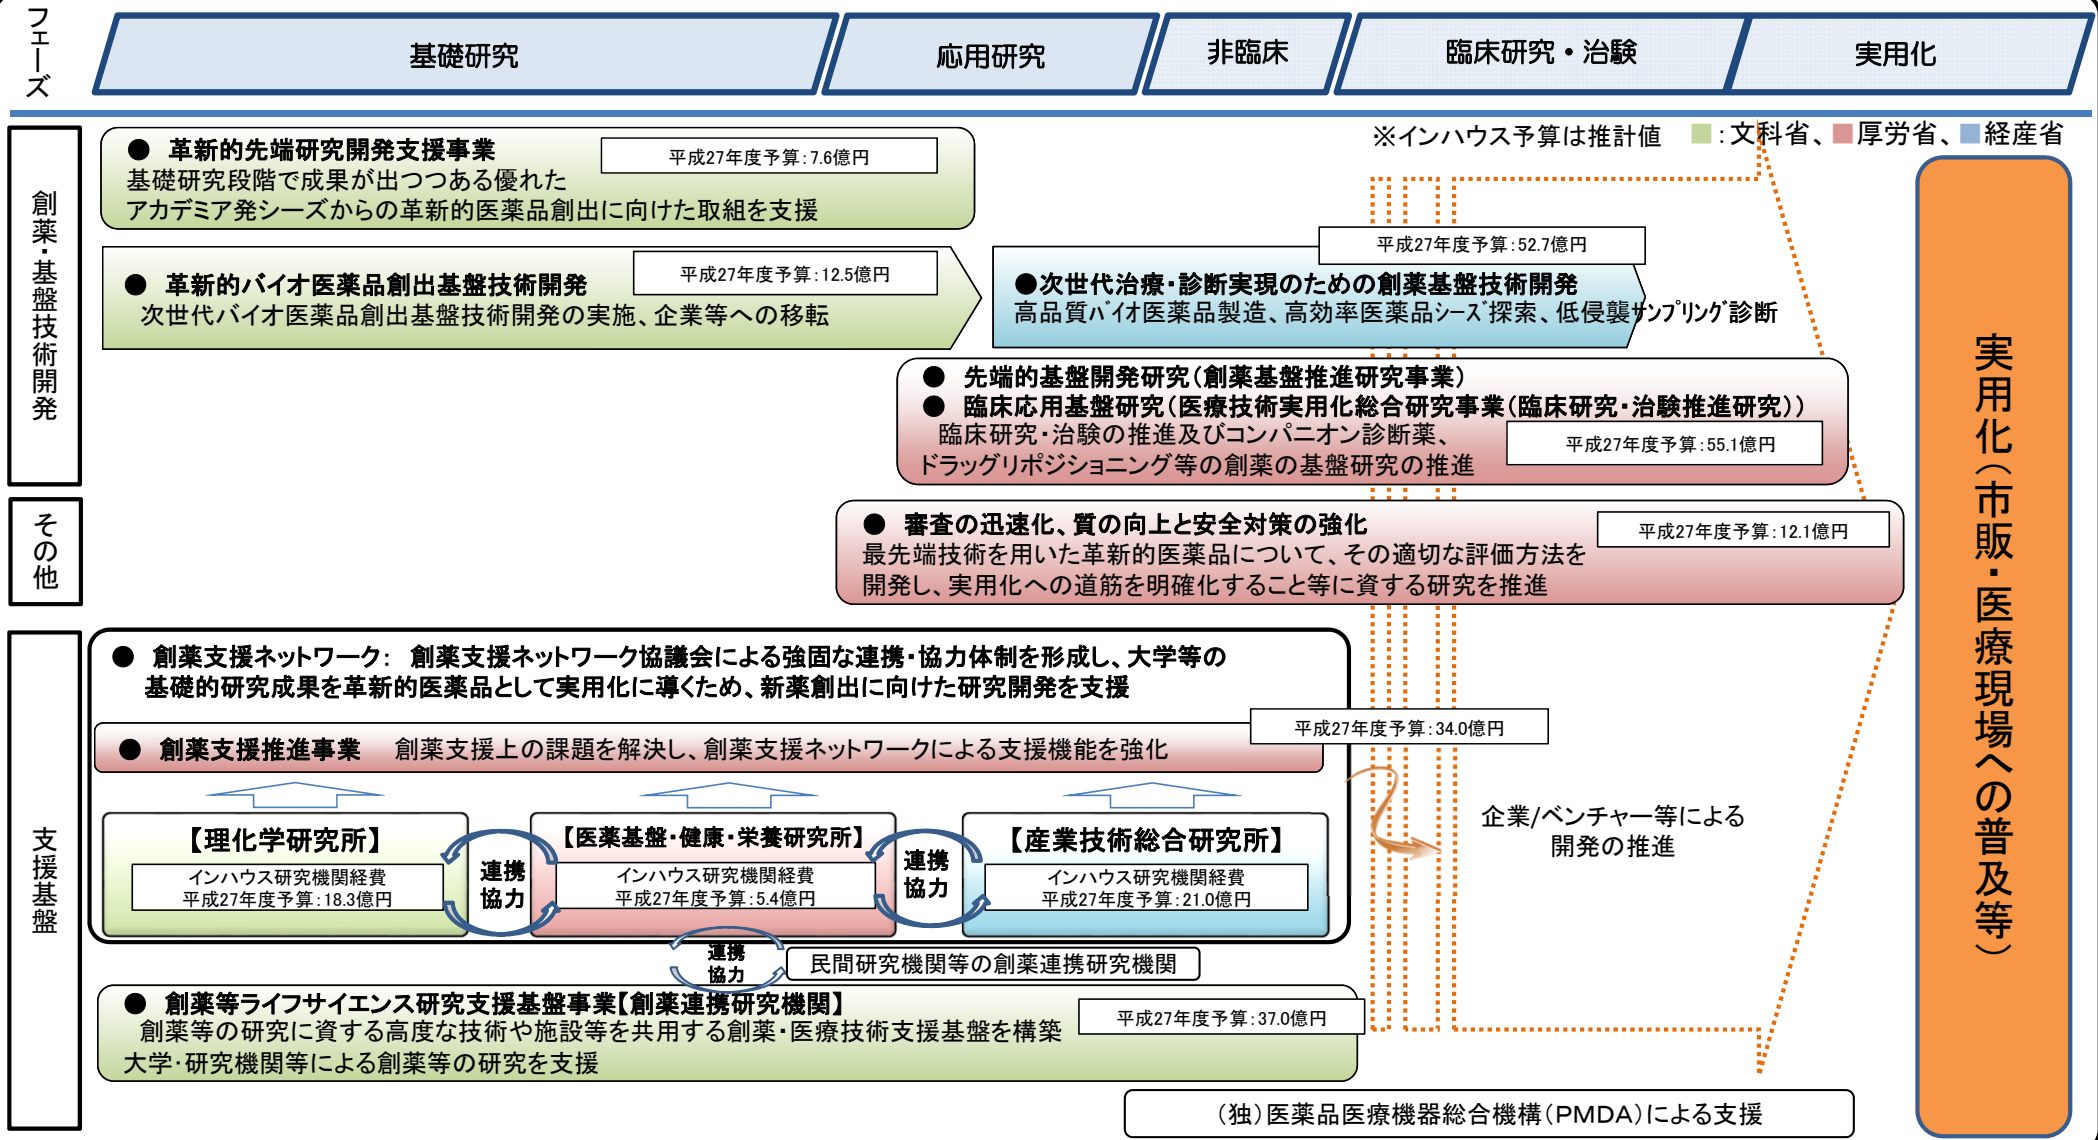 フェーズ
基礎研究
応用研究
非臨床
臨床研究・治験
実用化
※インハウス予算は推計値
：文科省、
厚労省、
経産省
創薬・基盤技術開発
● 革新的先端研究開発支援事業
平成27年度予算：7.6億円
基礎研究段階で成果が出つつある優れた
アカデミア発シーズからの革新的医薬品創出に向けた取組を支援
● 革新的バイオ医薬品創出基盤技術開発
平成27年度予算：12.5億円
次世代バイオ医薬品創出基盤技術開発の実施、企業等への移転
平成27年度予算：52.7億円
●次世代治療・診断実現のための創薬基盤技術開発
高品質ﾊﾞｲｵ医薬品製造、高効率医薬品ｼｰｽﾞ探索、低侵襲ｻﾝﾌﾟﾘﾝｸﾞ診断
● 先端的基盤開発研究（創薬基盤推進研究事業）
● 臨床応用基盤研究（医療技術実用化総合研究事業（臨床研究・治験推進研究））
臨床研究・治験の推進及びコンパニオン診断薬、
ドラッグリポジショニング等の創薬の基盤研究の推進
平成27年度予算：55.1億円
その他
● 審査の迅速化、質の向上と安全対策の強化
平成27年度予算：12.1億円
最先端技術を用いた革新的医薬品について、その適切な評価方法を
開発し、実用化への道筋を明確化すること等に資する研究を推進
支援基盤
● 創薬支援ネットワーク： 創薬支援ネットワーク協議会による強固な連携・協力体制を形成し、大学等の
基礎的研究成果を革新的医薬品として実用化に導くため、新薬創出に向けた研究開発を支援
平成27年度予算：34.0億円
● 創薬支援推進事業 創薬支援上の課題を解決し、創薬支援ネットワークによる支援機能を強化
【理化学研究所】
インハウス研究機関経費
平成27年度予算：18.3億円
連携
協力
【医薬基盤・健康・栄養研究所】
インハウス研究機関経費
平成27年度予算：5.4億円
連携
協力
【産業技術総合研究所】
インハウス研究機関経費
平成27年度予算：21.0億円
企業/ベンチャー等による
開発の推進
連携
協力
民間研究機関等の創薬連携研究機関
● 創薬等ライフサイエンス研究支援基盤事業【創薬連携研究機関】
創薬等の研究に資する高度な技術や施設等を共用する創薬・医療技術支援基盤を構築
大学・研究機関等による創薬等の研究を支援
平成27年度予算：37.0億円
（独）医薬品医療機器総合機構（PMDA）による支援
実用化（市販・医療現場への普及等）